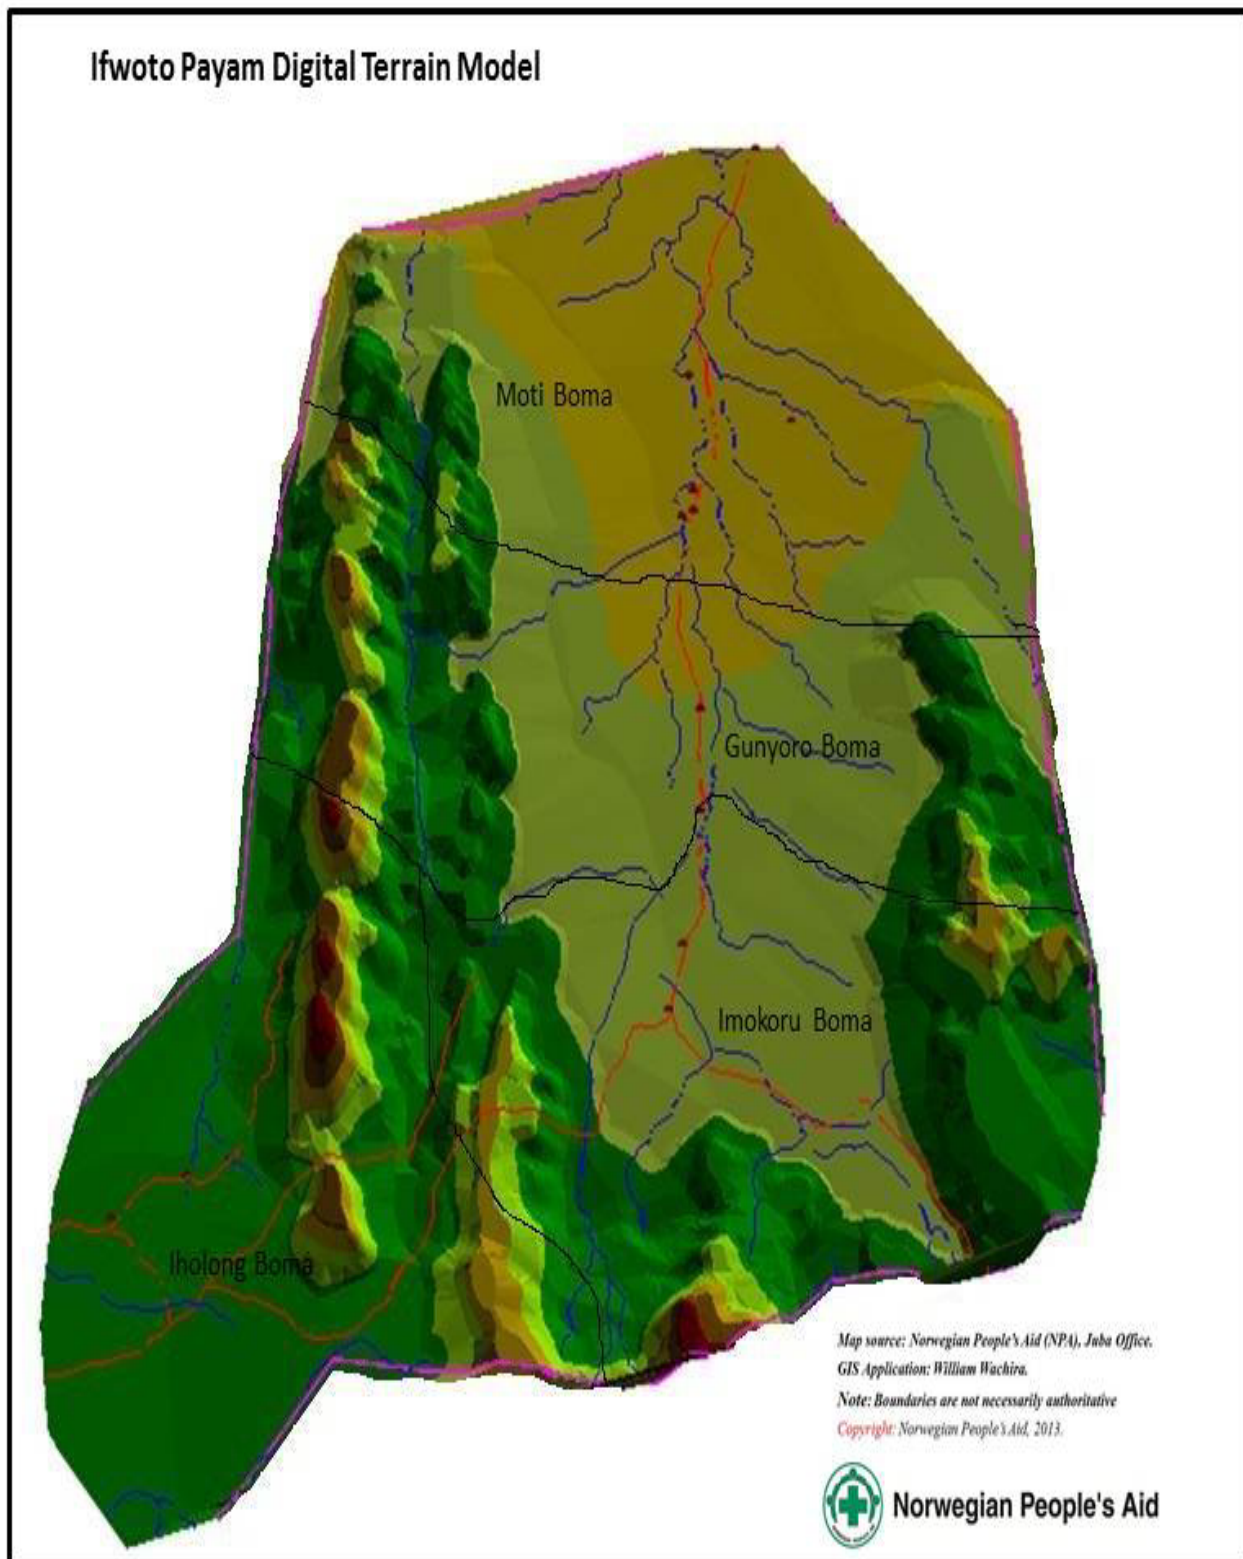 Ifwoto Payam Digital Terrain Model
Moti Boma
Gunyoro Boma
Imokoru Boma
Iholong Boma
Map source: Norwegian People's Aid (NPA), Juba Office.
GIS Application: William Wachira.
Note: Boundaries are not necessarily authoritative
Copyright: Norwegian People's Aid, 2013.
Norwegian People's Aid